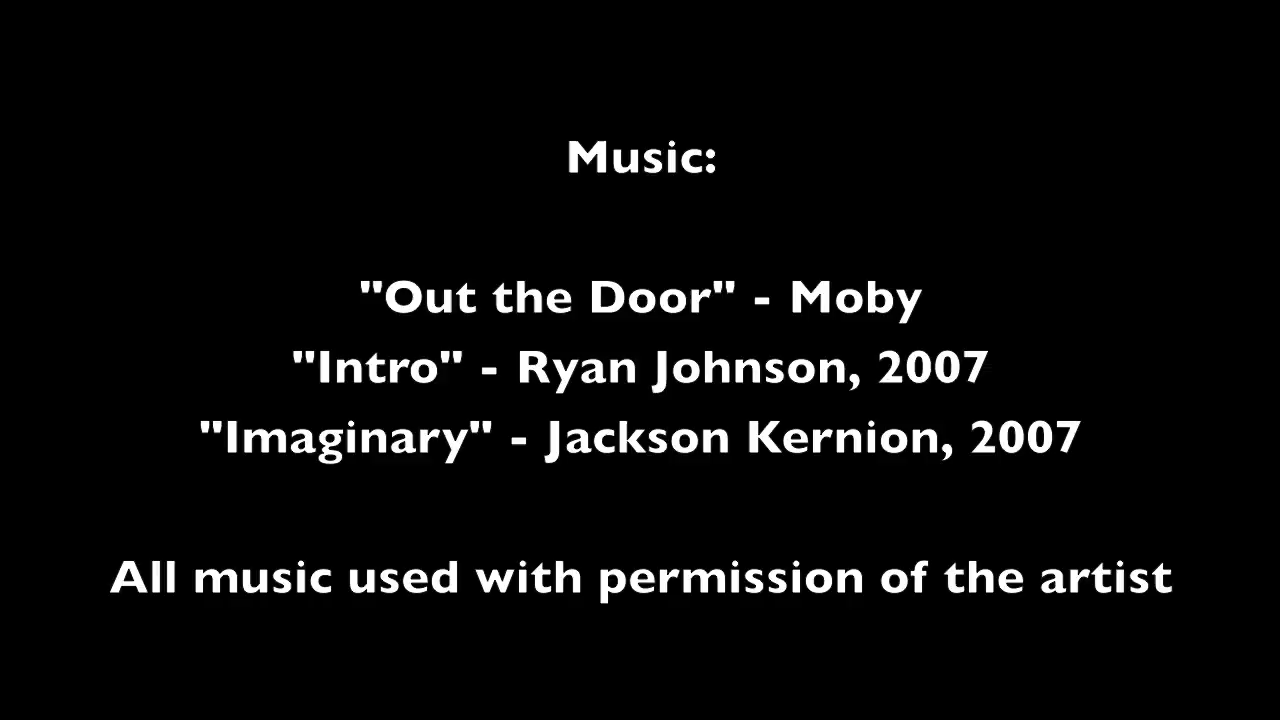 Music:
"Out the Door" - Moby
"Intro" - Ryan Johnson, 2007
"Imaginary" - Jackson Kernion, 2007
All music used with permission of the artist